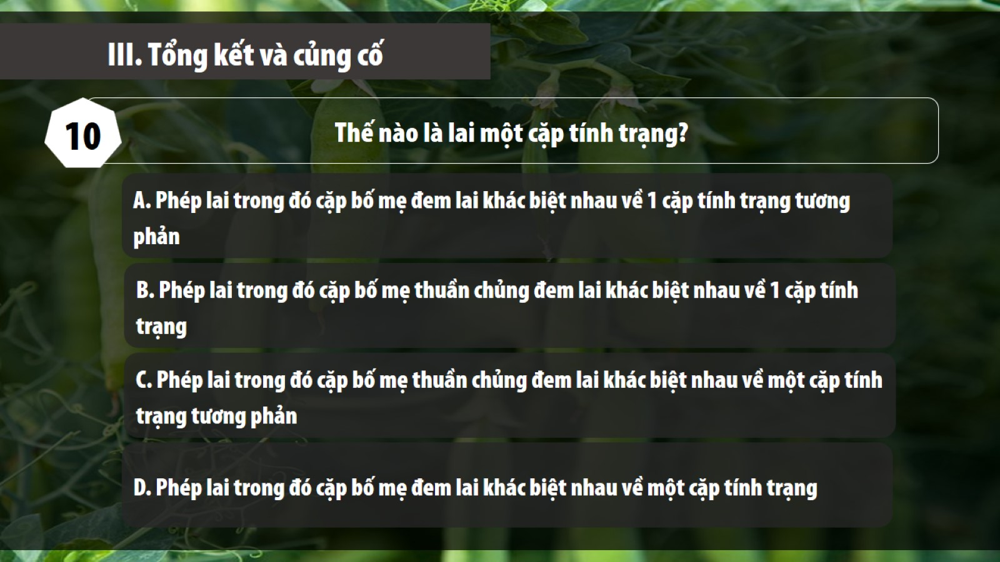 III. Tổng kết và củng cố
10
Thế nào là lai một cặp tính trạng?
A. Phép lai trong đó cặp bố mẹ đem lai khác biệt nhau về 1 cặp tính trạng tương
phản
B. Phép lai trong đó cặp bố mẹ thuần chủng đem lai khác biệt nhau về 1 cặp tính
trạng
C. Phép lai trong đó cặp bố mẹ thuần chủng đem lai khác biệt nhau về một cặp tính
trạng tương phản
D. Phép lai trong đó cặp bố mẹ đem lai khác biệt nhau về một cặp tính trạng